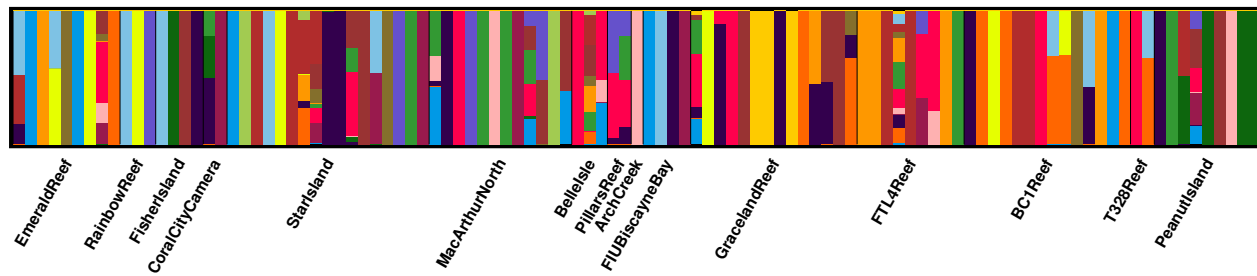 EmeraldReef
RainbowReef
FisherIsland
CoralCityCamera
StarIsland
MacArthurNorth
BelleIsle
PillarsReef
ArchCreek
FIUBiscayneBay
GracelandReef
FTL4Reef
BC1Reef
T328Reef
PeanutIsland